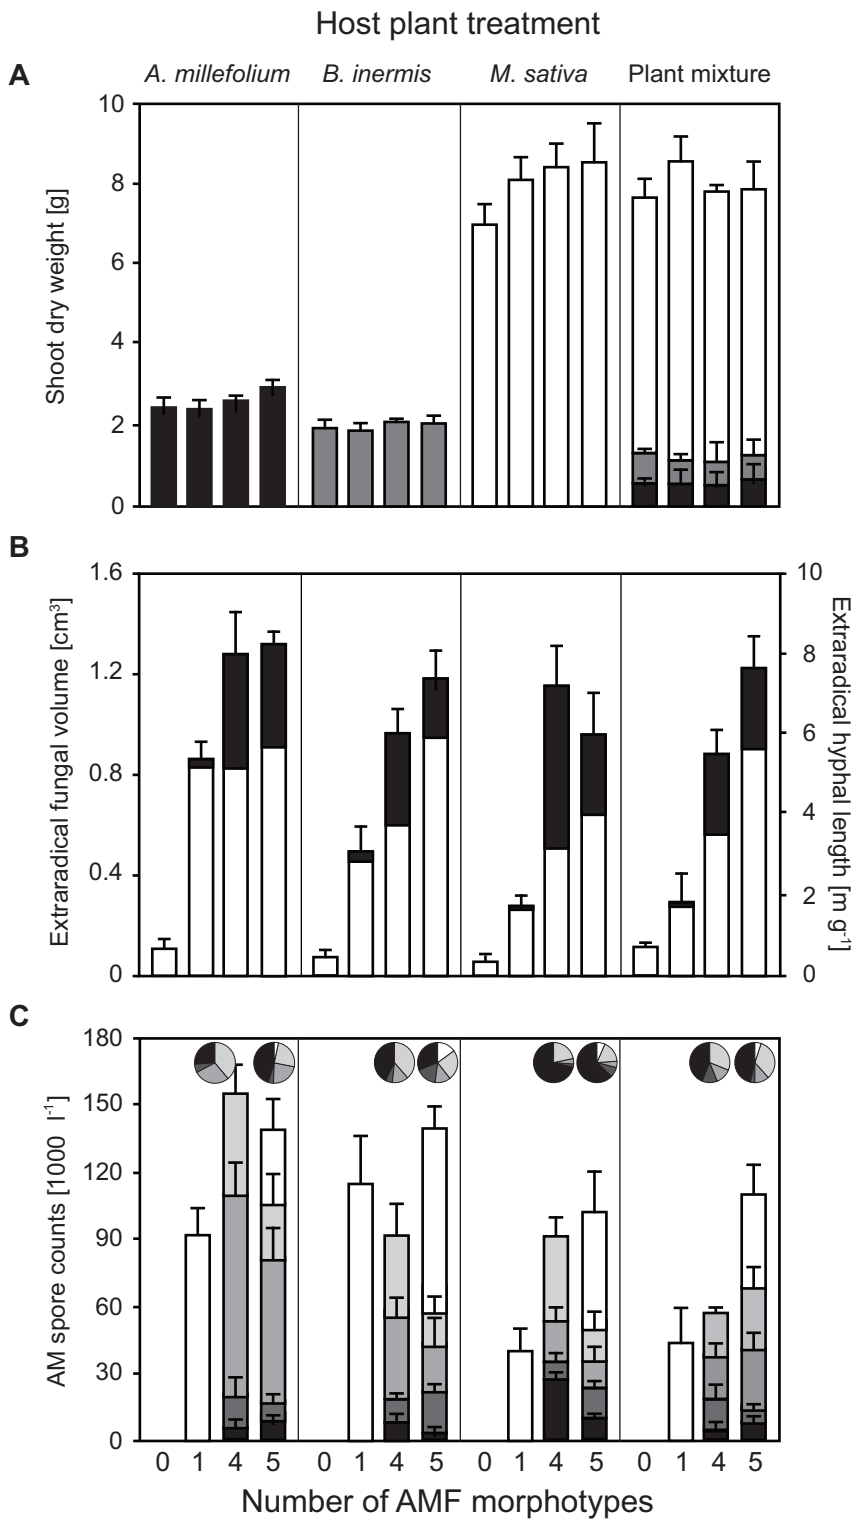 Host plant treatment
A
A. millefolium B. inermis M. sativa Plant mixture
Shoot dry weight [g]
10
8
6
4
2
0
B
Extraradical fungal volume [cm³]
1.6
1.2
0.8
0.4
0
10
8
6
4
2
0
Extraradical hyphal length [m g⁻¹]
C
AM spore counts [1000 l⁻¹]
180
150
120
90
60
30
0
0 1 4 5 0 1 4 5 0 1 4 5 0 1 4 5
Number of AMF morphotypes